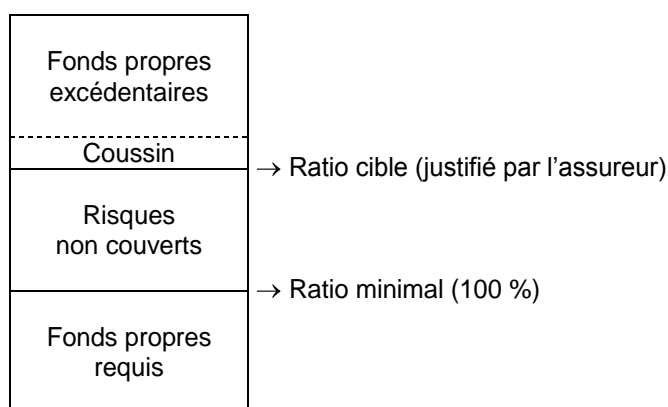 Fonds propres
excédentaires
Coussin
→ Ratio cible (justifié par l’assureur)
Risques
non couverts
→ Ratio minimal (100 %)
Fonds propres
requis